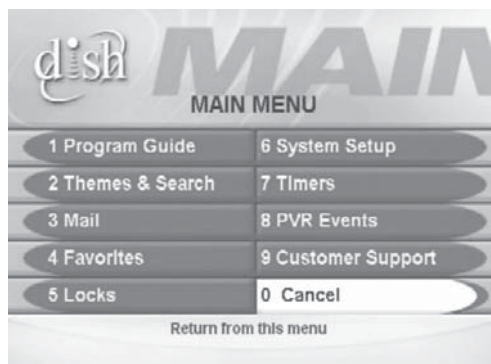 dish
MAIN
MAIN MENU
1 Program Guide
2 Themes & Search
3 Mail
4 Favorites
5 Locks
6 System Setup
7 Timers
8 PVR Events
9 Customer Support
0 Cancel
Return from this menu